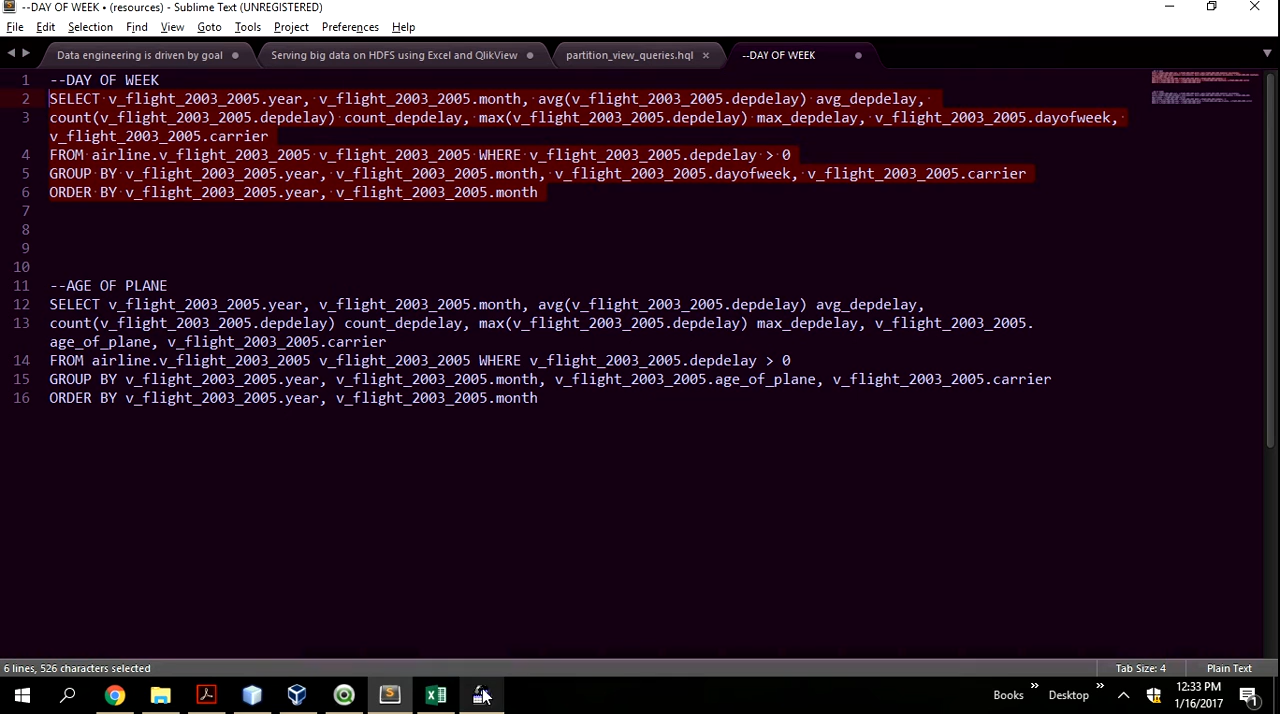 --DAY OF WEEK • (resources) - Sublime Text (UNREGISTERED)
File Edit Selection Find View Goto Tools Project Preferences Help
Data engineering is driven by goal Serving big data on HDFS using Excel and QlikView partition_view_queries.hql × --DAY OF WEEK
1 --DAY OF WEEK
2 SELECT v_flight_2003_2005.year, v_flight_2003_2005.month, avg(v_flight_2003_2005.depdelay) avg_depdelay,
3 count(v_flight_2003_2005.depdelay) count_depdelay, max(v_flight_2003_2005.depdelay) max_depdelay, v_flight_2003_2005.dayofweek,
v_flight_2003_2005.carrier
4 FROM airline.v_flight_2003_2005 v_flight_2003_2005 WHERE v_flight_2003_2005.depdelay > 0
5 GROUP BY v_flight_2003_2005.year, v_flight_2003_2005.month, v_flight_2003_2005.dayofweek, v_flight_2003_2005.carrier
6 ORDER BY v_flight_2003_2005.year, v_flight_2003_2005.month
7
8
9
10
11 --AGE OF PLANE
12 SELECT v_flight_2003_2005.year, v_flight_2003_2005.month, avg(v_flight_2003_2005.depdelay) avg_depdelay,
13 count(v_flight_2003_2005.depdelay) count_depdelay, max(v_flight_2003_2005.depdelay) max_depdelay, v_flight_2003_2005.
age_of_plane, v_flight_2003_2005.carrier
14 FROM airline.v_flight_2003_2005 v_flight_2003_2005 WHERE v_flight_2003_2005.depdelay > 0
15 GROUP BY v_flight_2003_2005.year, v_flight_2003_2005.month, v_flight_2003_2005.age_of_plane, v_flight_2003_2005.carrier
16 ORDER BY v_flight_2003_2005.year, v_flight_2003_2005.month
6 lines, 526 characters selected Tab Size: 4 Plain Text
Books » Desktop » 12:33 PM
1/16/2017 1